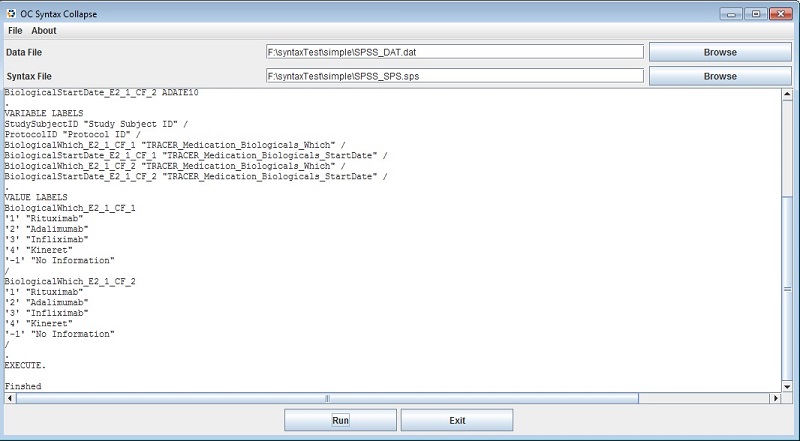 OC Syntax Collapse
File About
Data File F:\syntaxTest\simple\SPSS_DAT.dat Browse
Syntax File F:\syntaxTest\simple\SPSS_SPS.sps Browse
BiologicalStartDate_E2_1_CF_2 ADATE10
.
VARIABLE LABELS
StudySubjectID "Study Subject ID" /
ProtocolID "Protocol ID" /
BiologicalWhich_E2_1_CF_1 "TRACER_Medication_Biologicals_Which" /
BiologicalStartDate_E2_1_CF_1 "TRACER_Medication_Biologicals_StartDate" /
BiologicalWhich_E2_1_CF_2 "TRACER_Medication_Biologicals_Which" /
BiologicalStartDate_E2_1_CF_2 "TRACER_Medication_Biologicals_StartDate" /
.
VALUE LABELS
BiologicalWhich_E2_1_CF_1
'1' "Rituximab"
'2' "Adalimumab"
'3' "Infliximab"
'4' "Kineret"
'-1' "No Information"
/
BiologicalWhich_E2_1_CF_2
'1' "Rituximab"
'2' "Adalimumab"
'3' "Infliximab"
'4' "Kineret"
'-1' "No Information"
/
.
EXECUTE.
Finshed
Run Exit